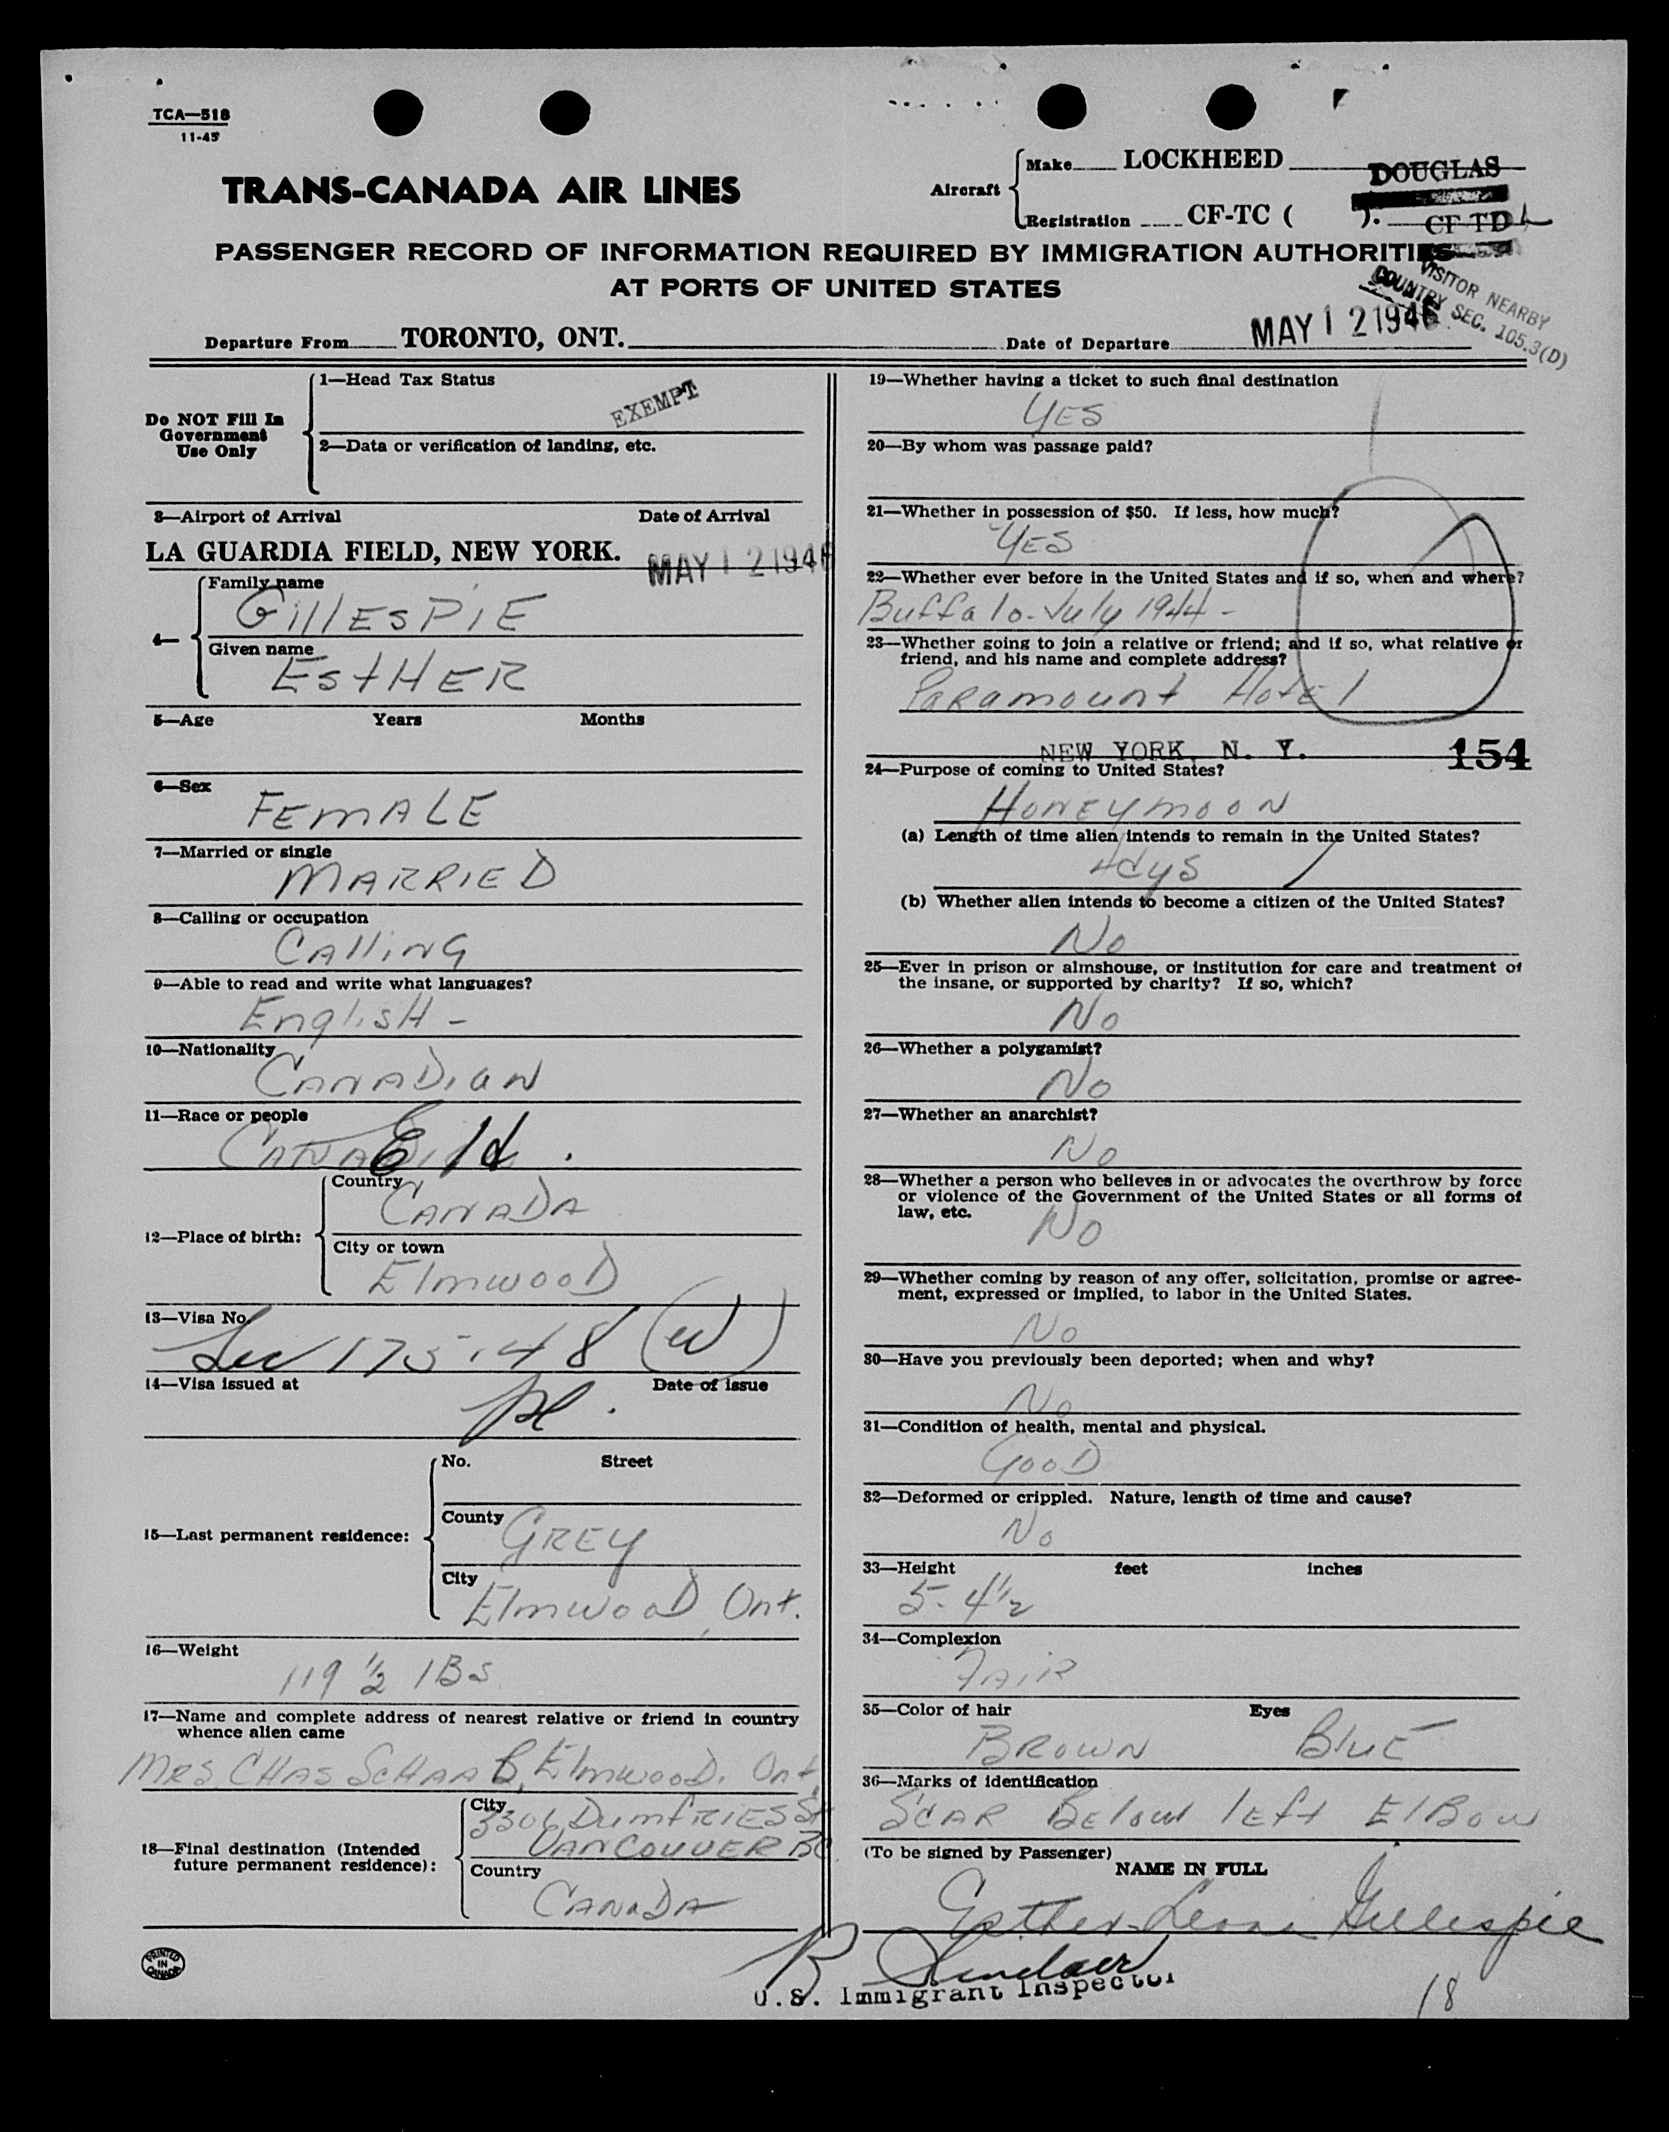 TCA—518
11-45
TRANS-CANADA AIR LINES
Aircraft
Make LOCKHEED
DOUGLAS
Registration CF-TC ( ).
CF-TD
PASSENGER RECORD OF INFORMATION REQUIRED BY IMMIGRATION AUTHORITIES
AT PORTS OF UNITED STATES
VISITOR NEARBY
COUNTRY SEC. 105.3(D)
Departure From TORONTO, ONT.
Date of Departure MAY 12 1946
Do NOT Fill In
Government
Use Only
1—Head Tax Status
EXEMPT
2—Data or verification of landing, etc.
3—Airport of Arrival Date of Arrival
LA GUARDIA FIELD, NEW YORK. MAY 12 1946
4—
Family name
GillESPiE
Given name
EstHER
5—Age Years Months
6—Sex
FEMALE
7—Married or single
MARRIED
8—Calling or occupation
CAlliNG
9—Able to read and write what languages?
EnglisH -
10—Nationality
CANADIAN
11—Race or people
12—Place of birth:
Country
CANADA
City or town
ElmwooD
13—Visa No.
Sec 175.48 (W)
14—Visa issued at Date of issue
15—Last permanent residence:
No. Street
County
GREY
City
ElmwooD, Ont.
16—Weight
119 ½ lBs
17—Name and complete address of nearest relative or friend in country
whence alien came
MRS CHAS SCHAAB, ElmwooD. Ont.
18—Final destination (Intended
future permanent residence):
City
3306 DumfRIES St
VANCOUVER BC.
Country
CANADA
PRINTED
IN
CANADA
19—Whether having a ticket to such final destination
YES
20—By whom was passage paid?
21—Whether in possession of $50. If less, how much?
YES
22—Whether ever before in the United States and if so, when and where?
Buffalo. July 1944 -
23—Whether going to join a relative or friend; and if so, what relative or
friend, and his name and complete address?
PaRamount HotEl
NEW YORK, N. Y.
154
24—Purpose of coming to United States?
HONEYmooN
(a) Length of time alien intends to remain in the United States?
4dys
(b) Whether alien intends to become a citizen of the United States?
No
25—Ever in prison or almshouse, or institution for care and treatment of
the insane, or supported by charity? If so, which?
No
26—Whether a polygamist?
No
27—Whether an anarchist?
No
28—Whether a person who believes in or advocates the overthrow by force
or violence of the Government of the United States or all forms of
law, etc.
No
29—Whether coming by reason of any offer, solicitation, promise or agree-
ment, expressed or implied, to labor in the United States.
No
30—Have you previously been deported; when and why?
No
31—Condition of health, mental and physical.
GooD
32—Deformed or crippled. Nature, length of time and cause?
No
33—Height feet inches
5-4½
34—Complexion
FAIR
35—Color of hair Eyes
BROWN BluE
36—Marks of identification
SCAR BElow lEft ElBow
(To be signed by Passenger)
NAME IN FULL
Esther Leona Gillespie
B Sinclair
U.S. Immigrant Inspector
18